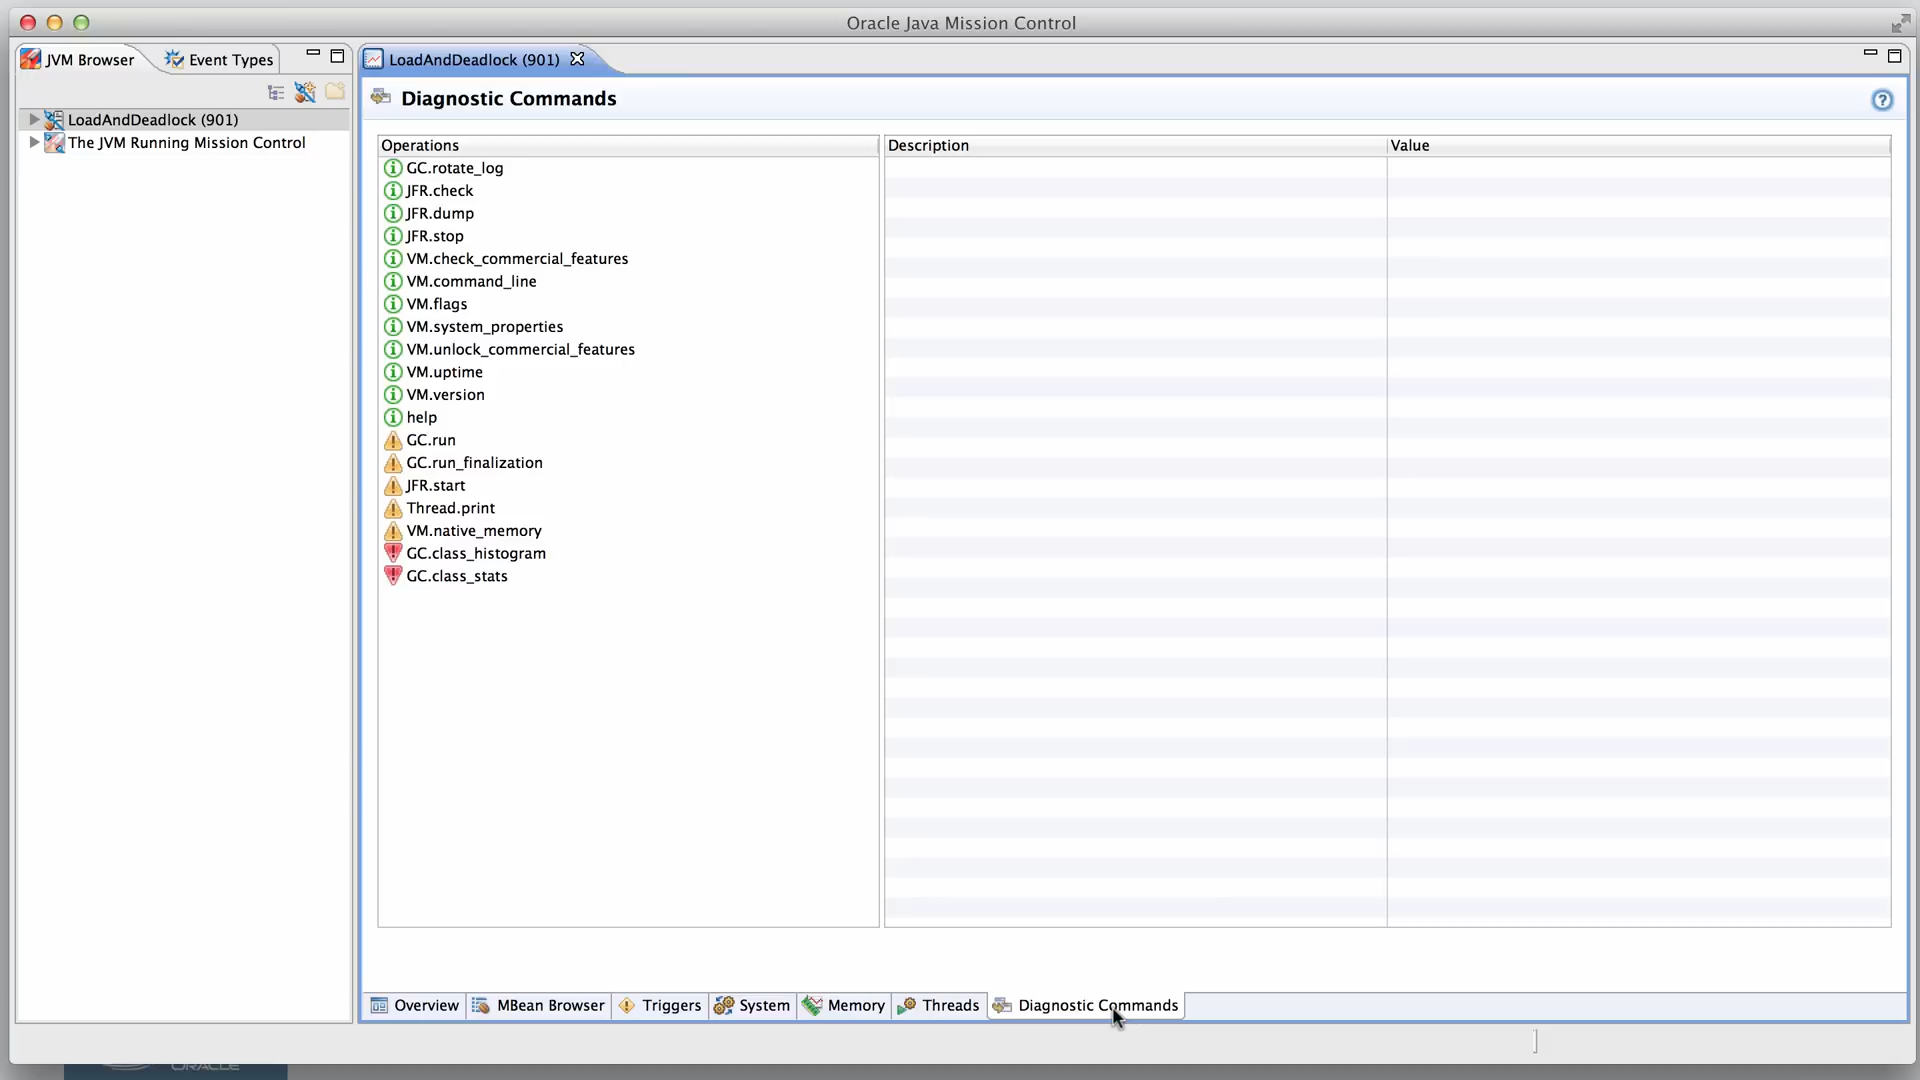 Oracle Java Mission Control
JVM Browser
Event Types
LoadAndDeadlock (901)
LoadAndDeadlock (901)
The JVM Running Mission Control
Diagnostic Commands
Operations
Description
Value
GC.rotate_log
JFR.check
JFR.dump
JFR.stop
VM.check_commercial_features
VM.command_line
VM.flags
VM.system_properties
VM.unlock_commercial_features
VM.uptime
VM.version
help
GC.run
GC.run_finalization
JFR.start
Thread.print
VM.native_memory
GC.class_histogram
GC.class_stats
Overview
MBean Browser
Triggers
System
Memory
Threads
Diagnostic Commands
ORACLE